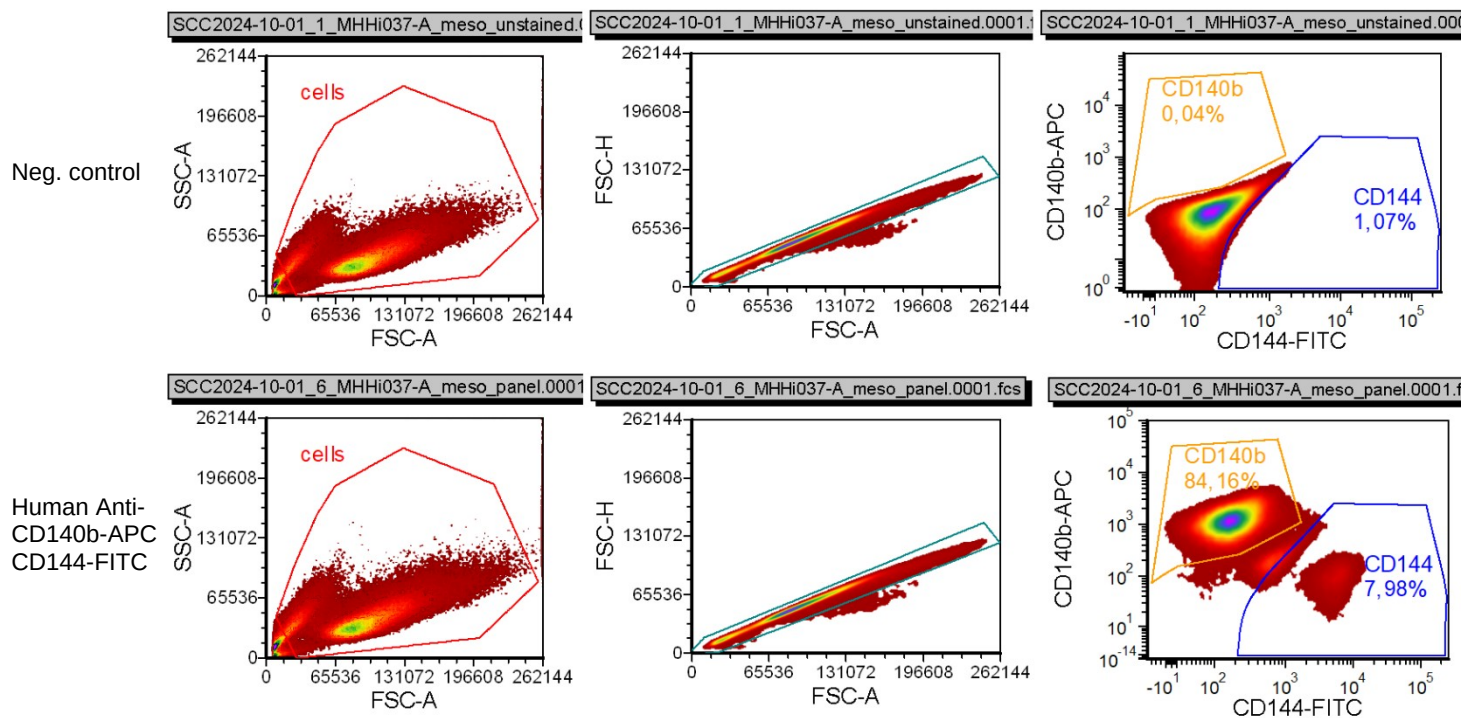 SCC2024-10-01_1_MHHi037-A_meso_unstained.0
SCC2024-10-01_1_MHHi037-A_meso_unstained.0001.f
SCC2024-10-01_1_MHHi037-A_meso_unstained.000
Neg. control
262144
196608
131072
65536
0
SSC-A
cells
0 65536 131072 196608 262144
FSC-A
262144
196608
131072
65536
0
FSC-H
0 65536 131072 196608 262144
FSC-A
10^4
10^3
10^2
10^0
CD140b-APC
CD140b
0,04%
CD144
1,07%
-10^1 10^2 10^3 10^4 10^5
CD144-FITC
SCC2024-10-01_6_MHHi037-A_meso_panel.0001
SCC2024-10-01_6_MHHi037-A_meso_panel.0001.fcs
SCC2024-10-01_6_MHHi037-A_meso_panel.0001.f
Human Anti-
CD140b-APC
CD144-FITC
262144
196608
131072
65536
0
SSC-A
cells
0 65536 131072 196608 262144
FSC-A
262144
196608
131072
65536
0
FSC-H
0 65536 131072 196608 262144
FSC-A
10^5
10^4
10^3
10^2
10^1
10^-14
CD140b-APC
CD140b
84,16%
CD144
7,98%
-10^1 10^2 10^3 10^4 10^5
CD144-FITC